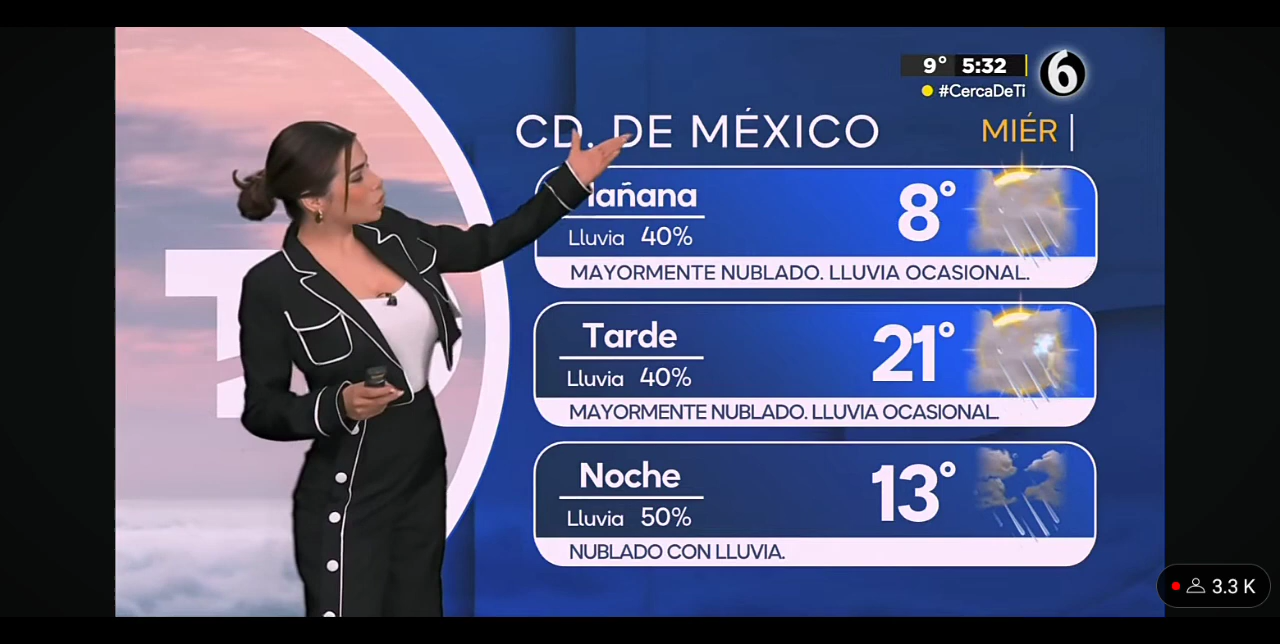 9° 5:32
6
#CercaDeTi
CD. DE MÉXICO MIÉR
Mañana 8°
Lluvia 40%
MAYORMENTE NUBLADO. LLUVIA OCASIONAL.
Tarde 21°
Lluvia 40%
MAYORMENTE NUBLADO. LLUVIA OCASIONAL.
Noche 13°
Lluvia 50%
NUBLADO CON LLUVIA.
3.3 K